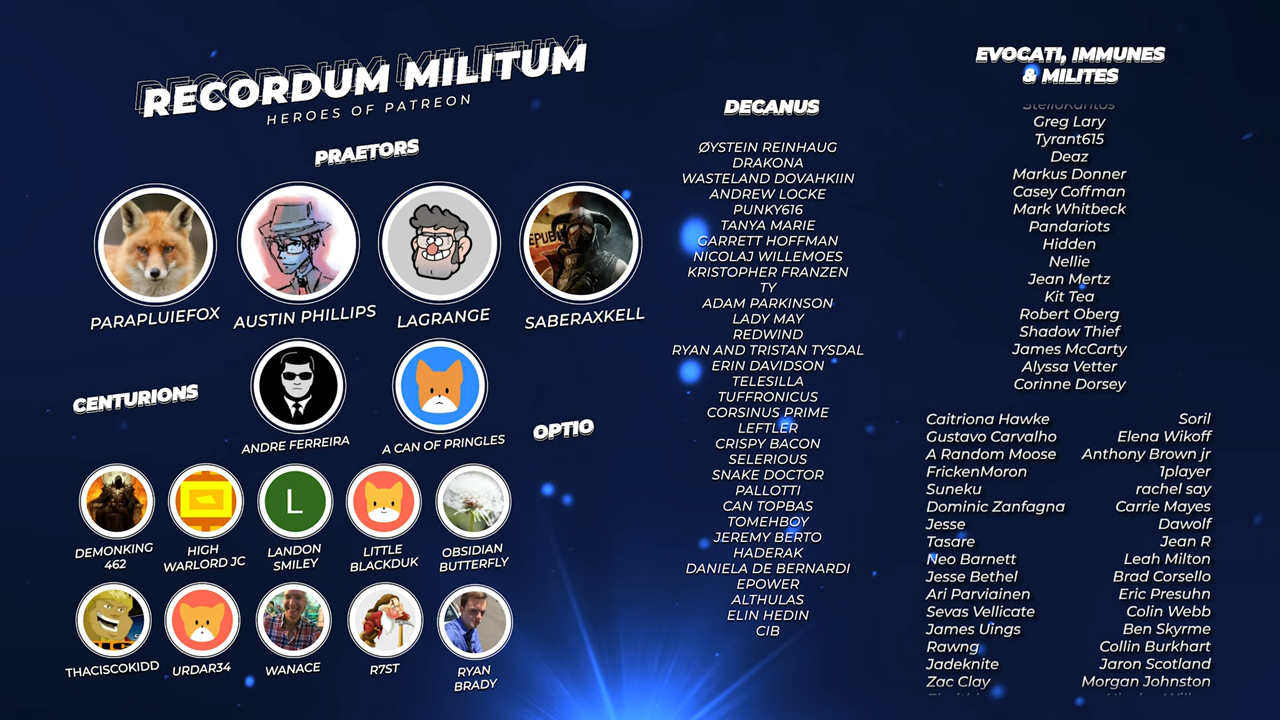 RECORDUM MILITUM
HEROES OF PATREON
PRAETORS
PARAPLUIEFOX
AUSTIN PHILLIPS
LAGRANGE
SABERAXKELL
CENTURIONS
ANDRE FERREIRA
A CAN OF PRINGLES
OPTIO
L
DEMONKING
462
HIGH
WARLORD JC
LANDON
SMILEY
LITTLE
BLACKDUK
OBSIDIAN
BUTTERFLY
THACISCOKIDD
URDAR34
WANACE
R7ST
RYAN
BRADY
DECANUS
ØYSTEIN REINHAUG
DRAKONA
WASTELAND DOVAHKIIN
ANDREW LOCKE
PUNKY616
TANYA MARIE
GARRETT HOFFMAN
NICOLAJ WILLEMOES
KRISTOPHER FRANZEN
TY
ADAM PARKINSON
LADY MAY
REDWIND
RYAN AND TRISTAN TYSDAL
ERIN DAVIDSON
TELESILLA
TUFFRONICUS
CORSINUS PRIME
LEFTLER
CRISPY BACON
SELERIOUS
SNAKE DOCTOR
PALLOTTI
CAN TOPBAS
TOMEHBOY
JEREMY BERTO
HADERAK
DANIELA DE BERNARDI
EPOWER
ALTHULAS
ELIN HEDIN
CIB
EVOCATI, IMMUNES
& MILITES
Greg Lary
Tyrant615
Deaz
Markus Donner
Casey Coffman
Mark Whitbeck
Pandariots
Hidden
Nellie
Jean Mertz
Kit Tea
Robert Oberg
Shadow Thief
James McCarty
Alyssa Vetter
Corinne Dorsey
Caitriona Hawke
Gustavo Carvalho
A Random Moose
FrickenMoron
Suneku
Dominic Zanfagna
Jesse
Tasare
Neo Barnett
Jesse Bethel
Ari Parviainen
Sevas Vellicate
James Uings
Rawng
Jadeknite
Zac Clay
Soril
Elena Wikoff
Anthony Brown jr
1player
rachel say
Carrie Mayes
Dawolf
Jean R
Leah Milton
Brad Corsello
Eric Presuhn
Colin Webb
Ben Skyrme
Collin Burkhart
Jaron Scotland
Morgan Johnston